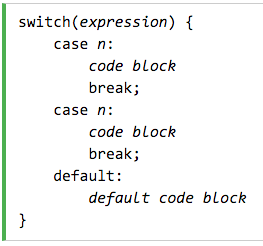 switch(expression) {
    case n:
        code block
        break;
    case n:
        code block
        break;
    default:
        default code block
}